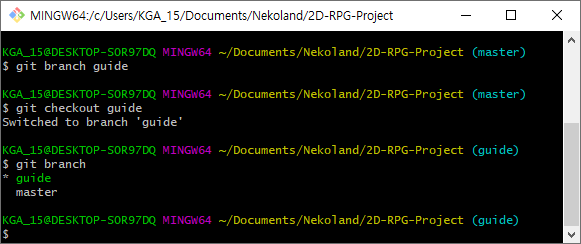 MINGW64:/c/Users/KGA_15/Documents/Nekoland/2D-RPG-Project
KGA_15@DESKTOP-SOR97DQ MINGW64 ~/Documents/Nekoland/2D-RPG-Project (master)
$ git branch guide
KGA_15@DESKTOP-SOR97DQ MINGW64 ~/Documents/Nekoland/2D-RPG-Project (master)
$ git checkout guide
Switched to branch 'guide'
KGA_15@DESKTOP-SOR97DQ MINGW64 ~/Documents/Nekoland/2D-RPG-Project (guide)
$ git branch
* guide
  master
KGA_15@DESKTOP-SOR97DQ MINGW64 ~/Documents/Nekoland/2D-RPG-Project (guide)
$